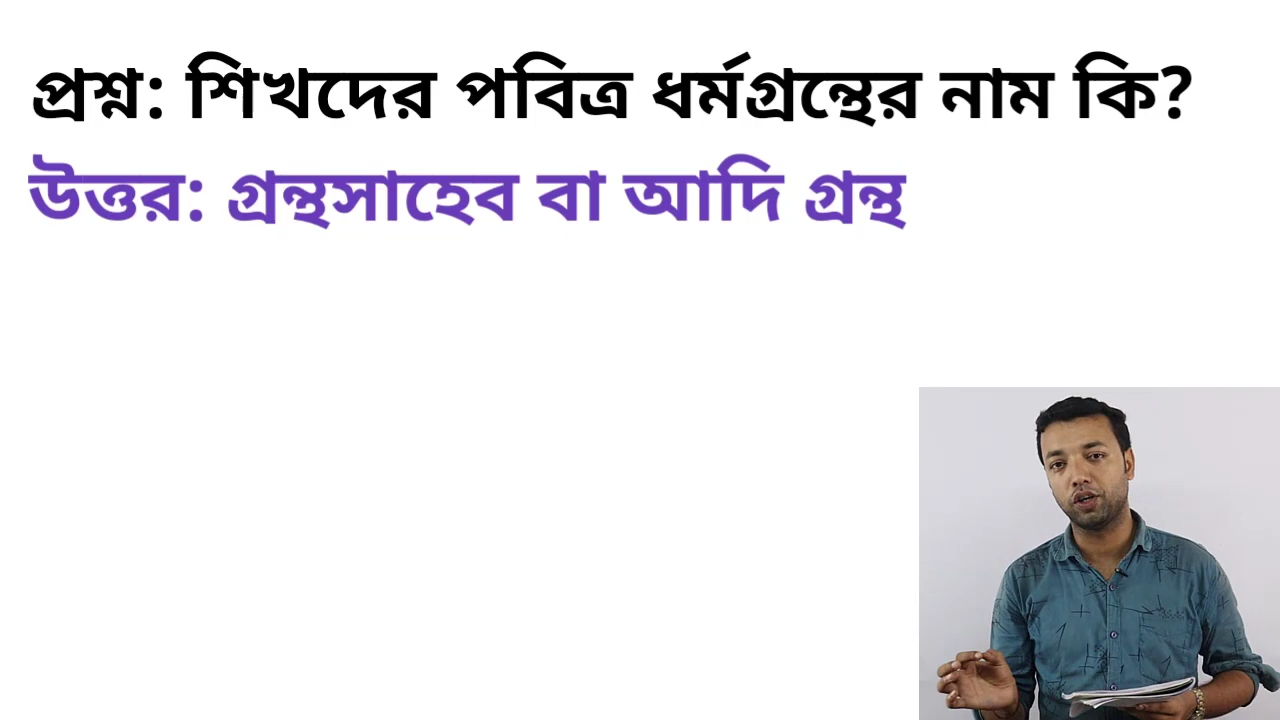 প্রশ্ন: শিখদের পবিত্র ধর্মগ্রন্থের নাম কি?
উত্তর: গ্রন্থসাহেব বা আদি গ্রন্থ